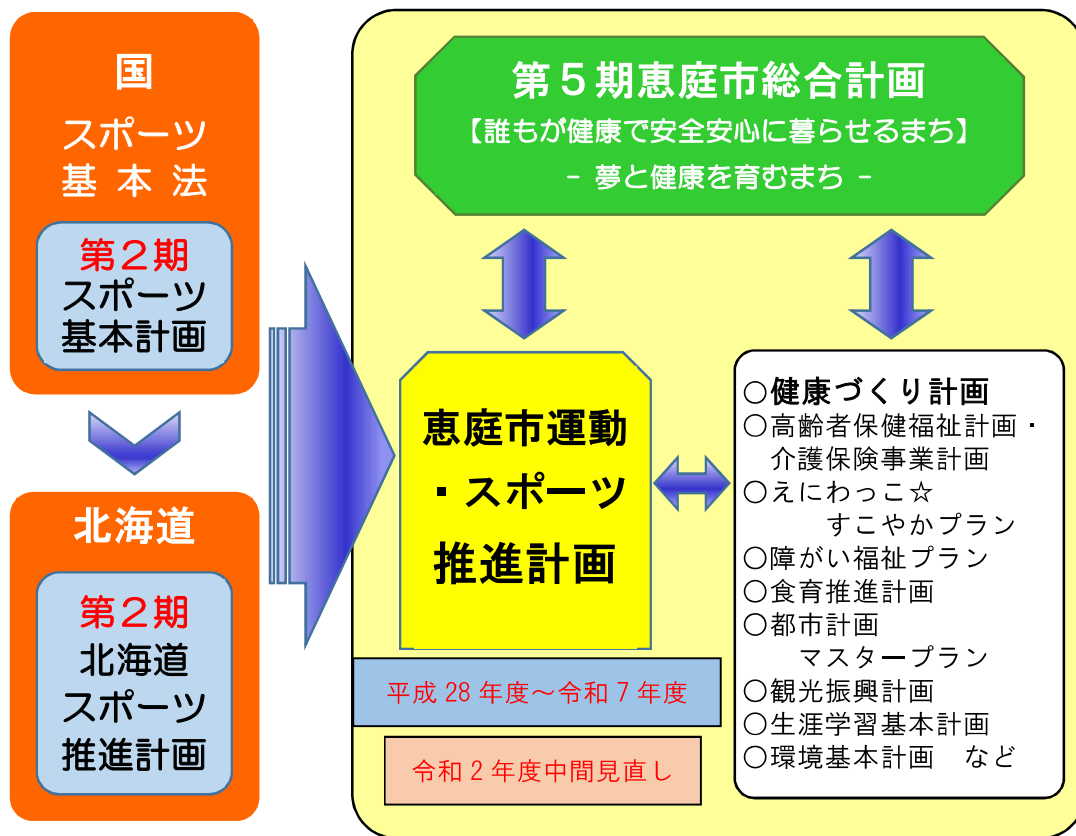 国
スポーツ
基本法
第２期
スポーツ
基本計画
北海道
第２期
北海道
スポーツ
推進計画
第５期恵庭市総合計画
【誰もが健康で安全安心に暮らせるまち】
- 夢と健康を育むまち -
恵庭市運動
・スポーツ
推進計画
平成 28 年度～令和 7 年度
令和 2 年度中間見直し
○健康づくり計画
○高齢者保健福祉計画・
介護保険事業計画
○えにわっこ☆
すこやかプラン
○障がい福祉プラン
○食育推進計画
○都市計画
マスタープラン
○観光振興計画
○生涯学習基本計画
○環境基本計画　など